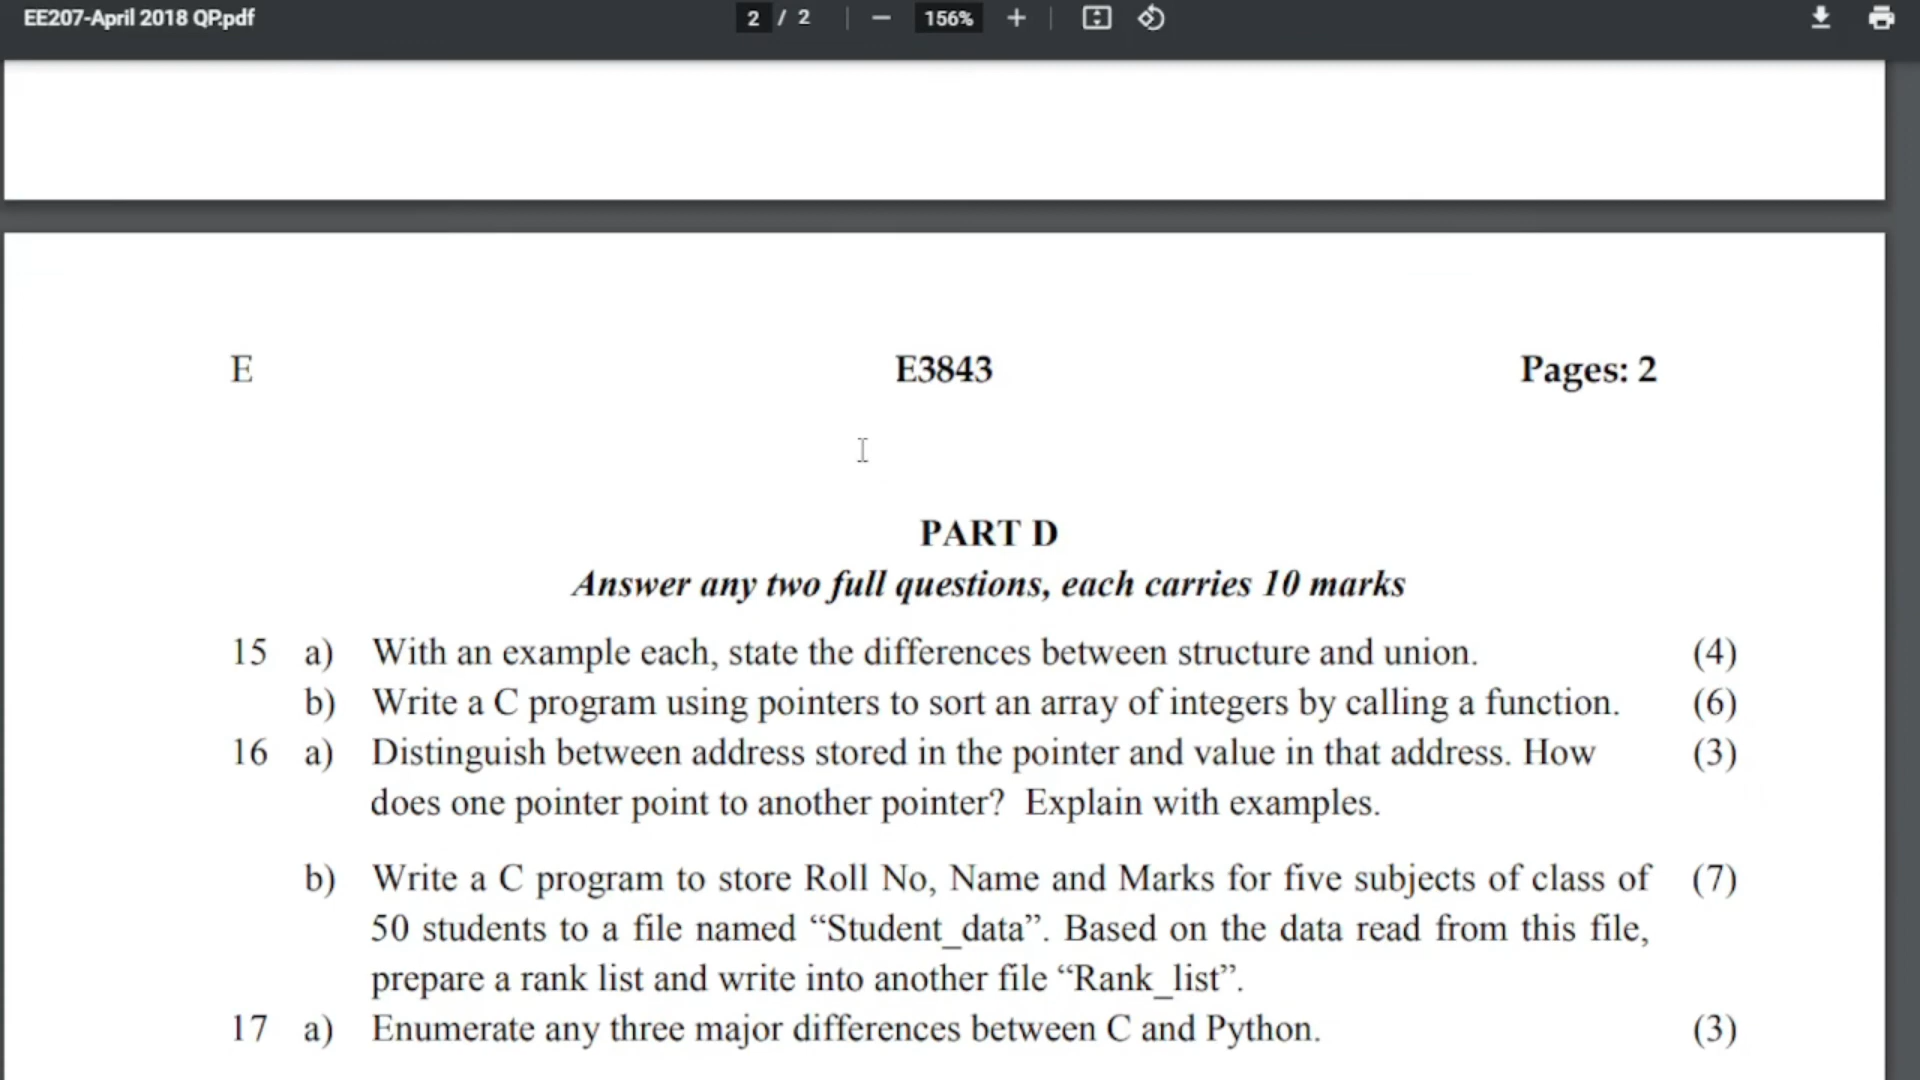 EE207-April 2018 QP.pdf 2 / 2 156%
E E3843 Pages: 2
PART D
Answer any two full questions, each carries 10 marks
15 a) With an example each, state the differences between structure and union. (4)
b) Write a C program using pointers to sort an array of integers by calling a function. (6)
16 a) Distinguish between address stored in the pointer and value in that address. How (3)
does one pointer point to another pointer? Explain with examples.
b) Write a C program to store Roll No, Name and Marks for five subjects of class of (7)
50 students to a file named “Student_data”. Based on the data read from this file,
prepare a rank list and write into another file “Rank_list”.
17 a) Enumerate any three major differences between C and Python. (3)